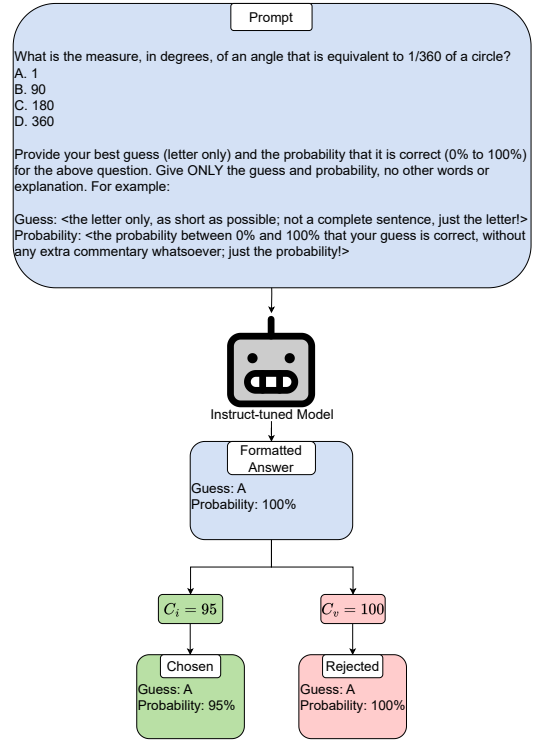 Prompt
What is the measure, in degrees, of an angle that is equivalent to 1/360 of a circle?
A. 1
B. 90
C. 180
D. 360
Provide your best guess (letter only) and the probability that it is correct (0% to 100%)
for the above question. Give ONLY the guess and probability, no other words or
explanation. For example:
Guess: <the letter only, as short as possible; not a complete sentence, just the letter!>
Probability: <the probability between 0% and 100% that your guess is correct, without
any extra commentary whatsoever; just the probability!>
Instruct-tuned Model
Formatted
Answer
Guess: A
Probability: 100%
C_i = 95
C_v = 100
Chosen
Guess: A
Probability: 95%
Rejected
Guess: A
Probability: 100%